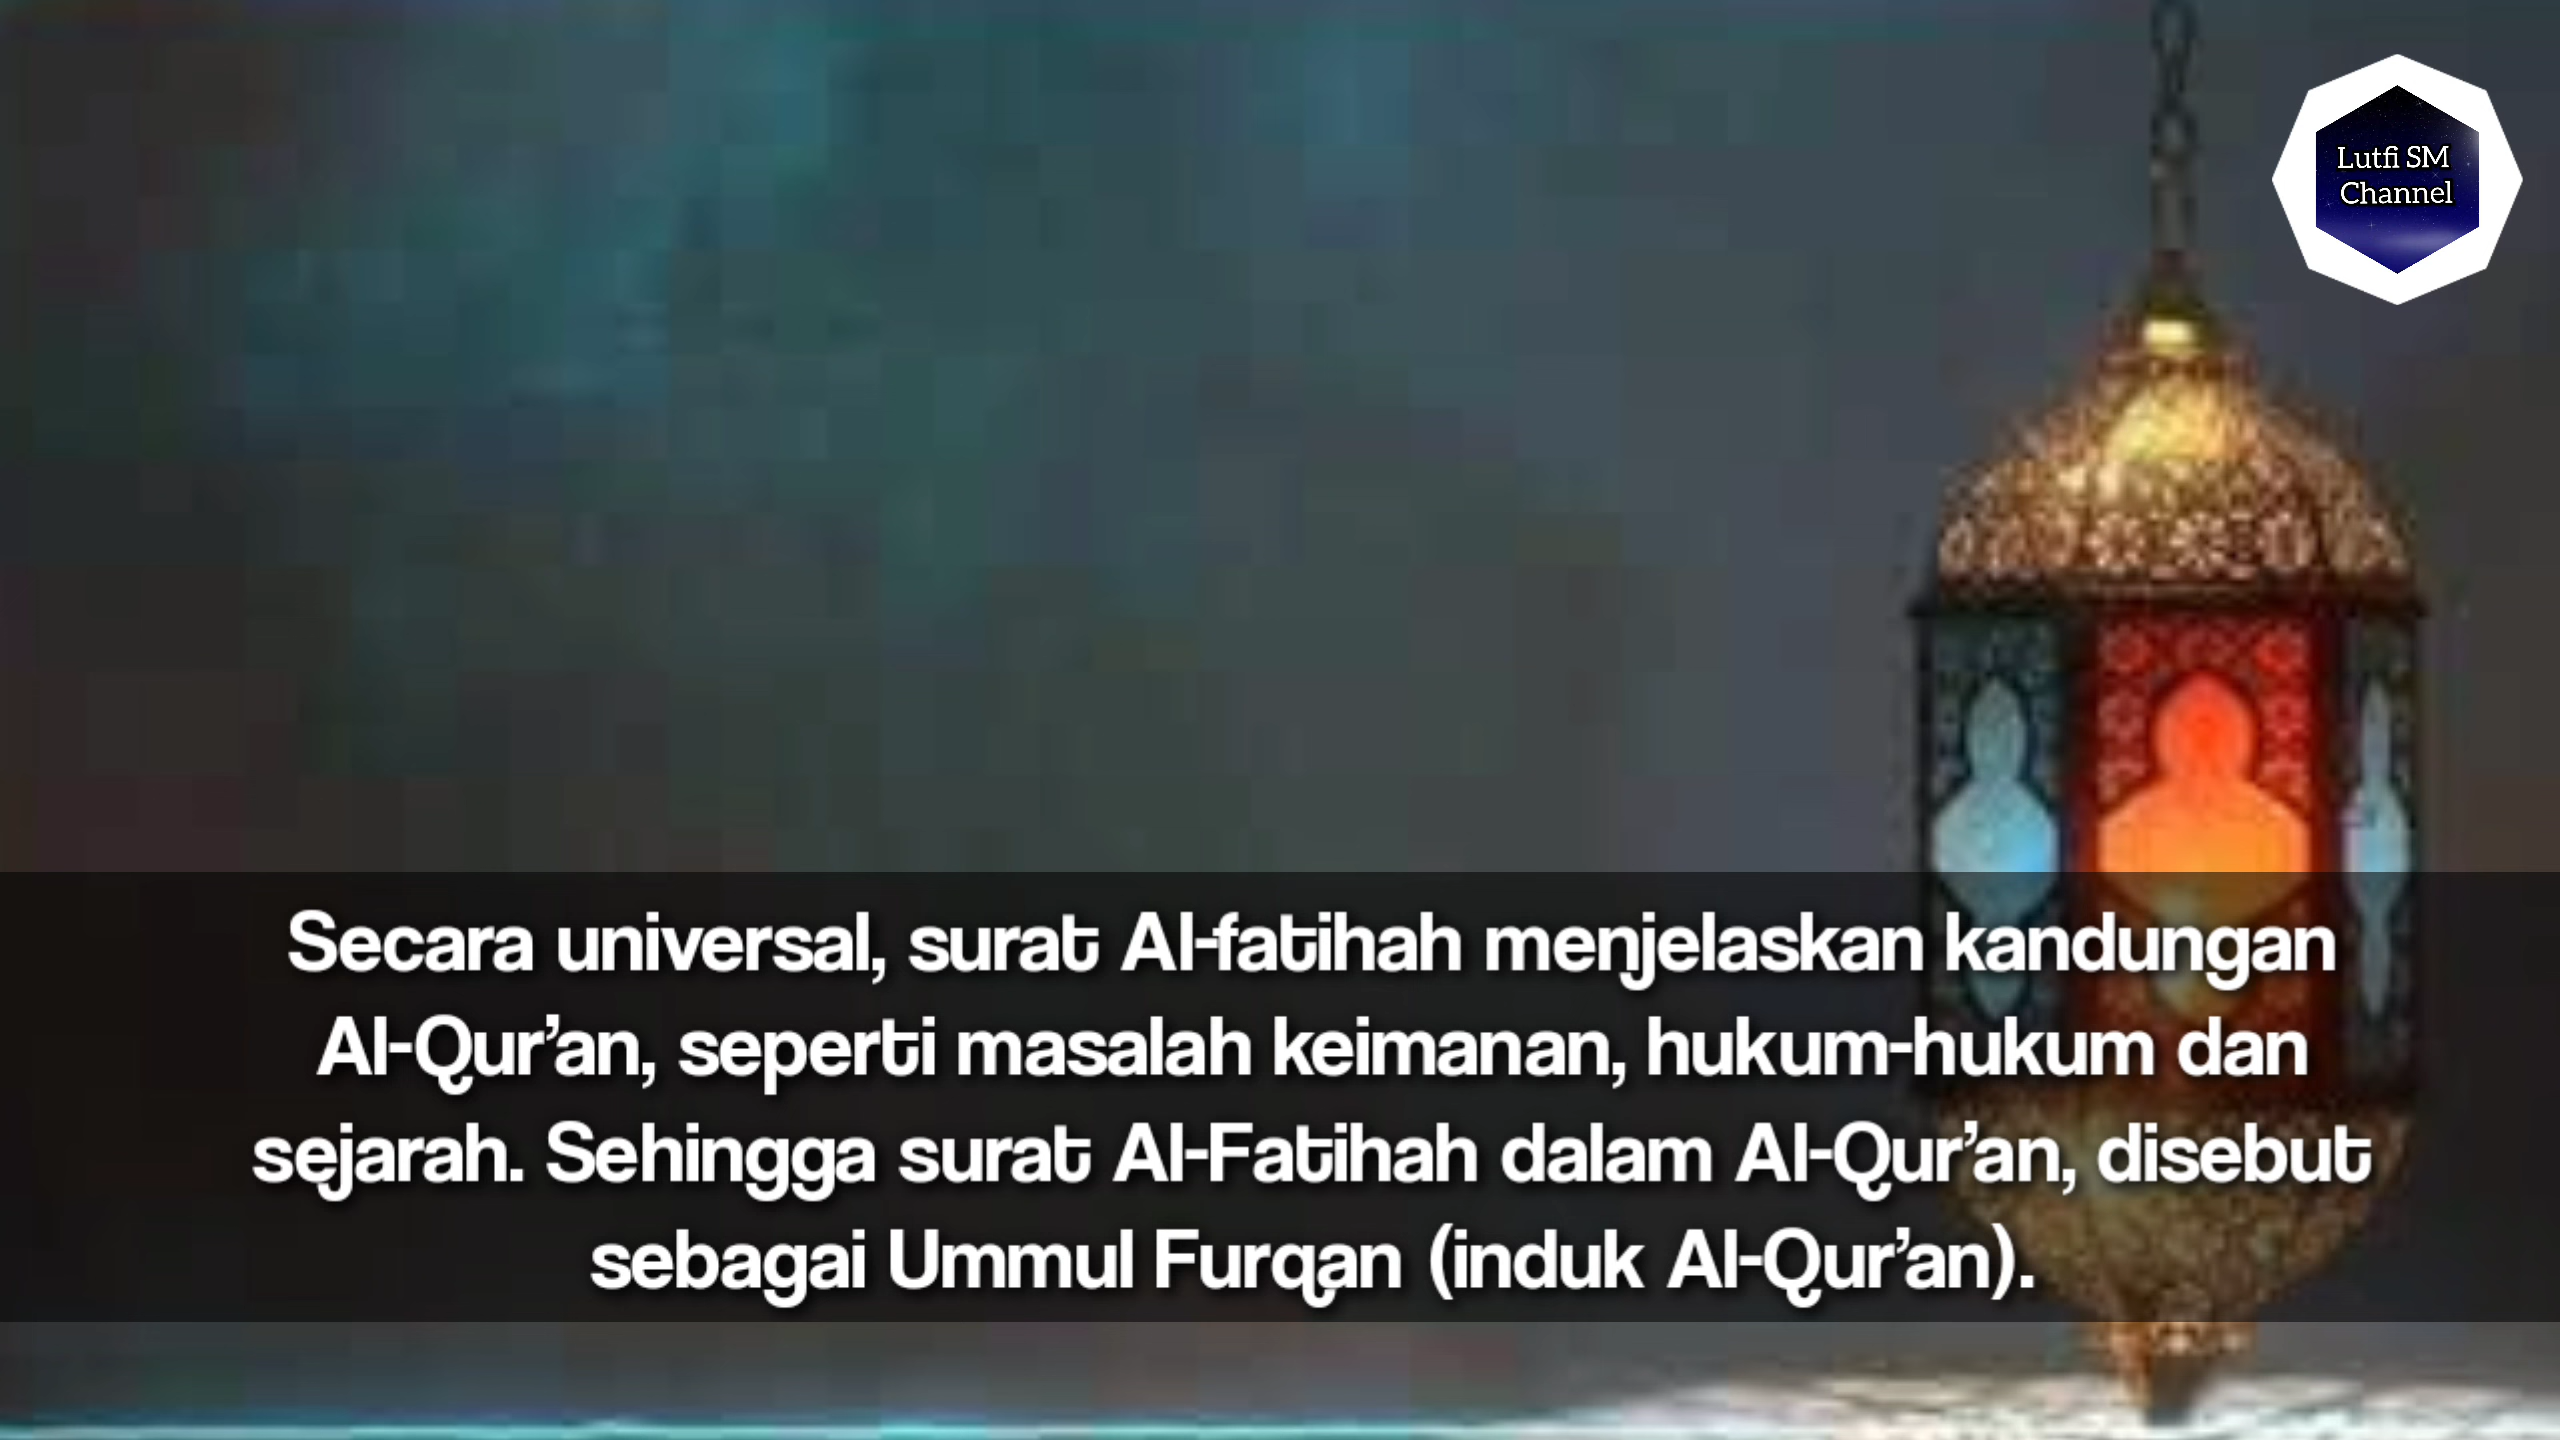 Lutfi SM
Channel
Secara universal, surat Al-fatihah menjelaskan kandungan
Al-Qur’an, seperti masalah keimanan, hukum-hukum dan
sejarah. Sehingga surat Al-Fatihah dalam Al-Qur’an, disebut
sebagai Ummul Furqan (induk Al-Qur’an).